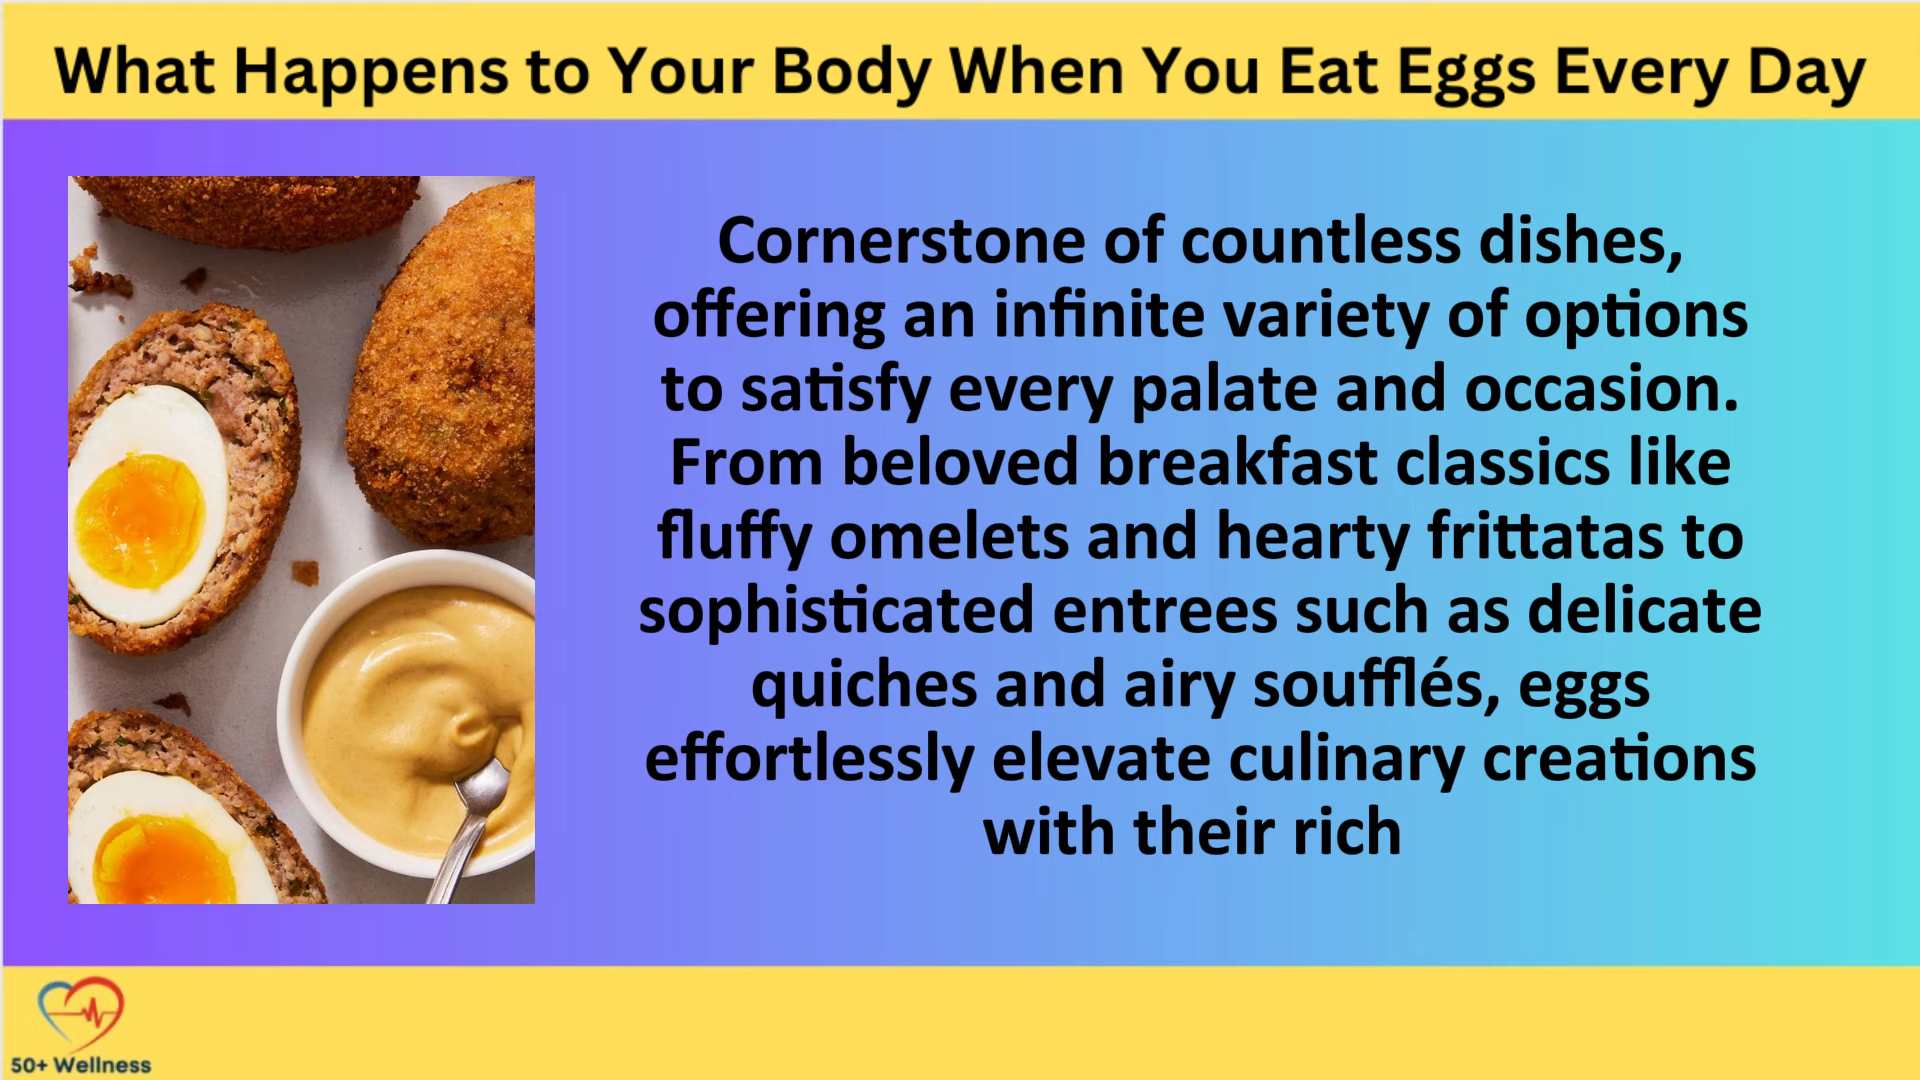 What Happens to Your Body When You Eat Eggs Every Day
Cornerstone of countless dishes,
offering an infinite variety of options
to satisfy every palate and occasion.
From beloved breakfast classics like
fluffy omelets and hearty frittatas to
sophisticated entrees such as delicate
quiches and airy soufflés, eggs
effortlessly elevate culinary creations
with their rich
50+ Wellness